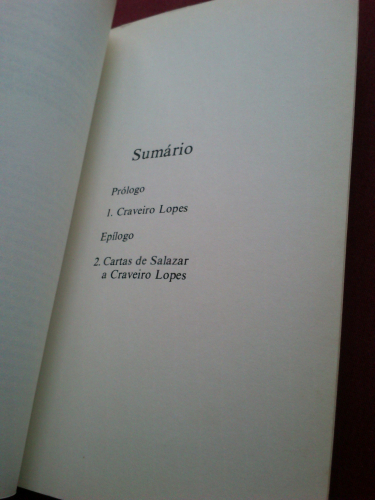 Sumário
Prólogo
1. Craveiro Lopes
Epílogo
2. Cartas de Salazar
a Craveiro Lopes